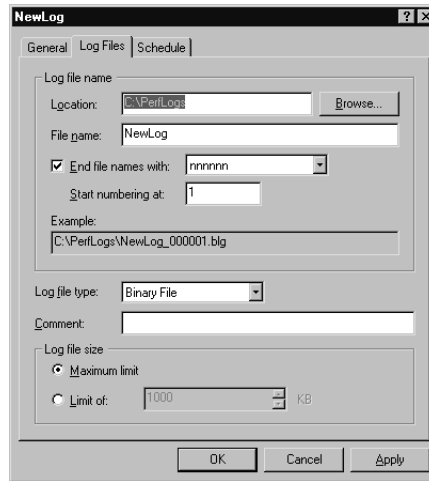 NewLog
General Log Files Schedule
Log file name
Location: C:\PerfLogs Browse...
File name: NewLog
End file names with: nnnnnn
Start numbering at: 1
Example:
C:\PerfLogs\NewLog_000001.blg
Log file type: Binary File
Comment:
Log file size
Maximum limit
Limit of: 1000 KB
OK Cancel Apply